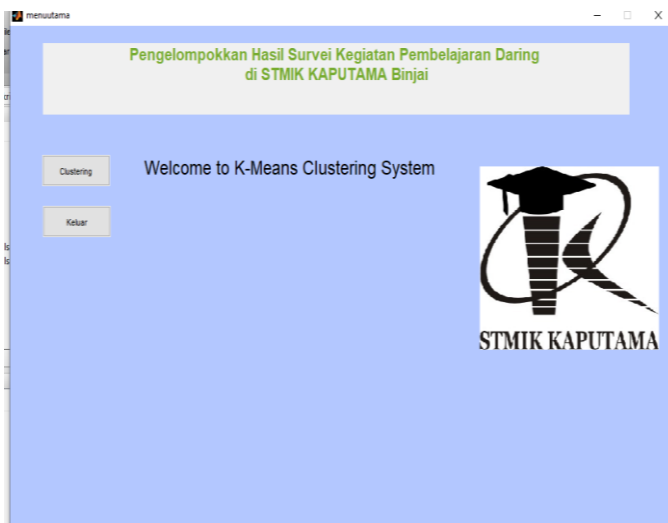 menuutama
Pengelompokkan Hasil Survei Kegiatan Pembelajaran Daring
di STMIK KAPUTAMA Binjai
Clustering
Welcome to K-Means Clustering System
Keluar
STMIK KAPUTAMA